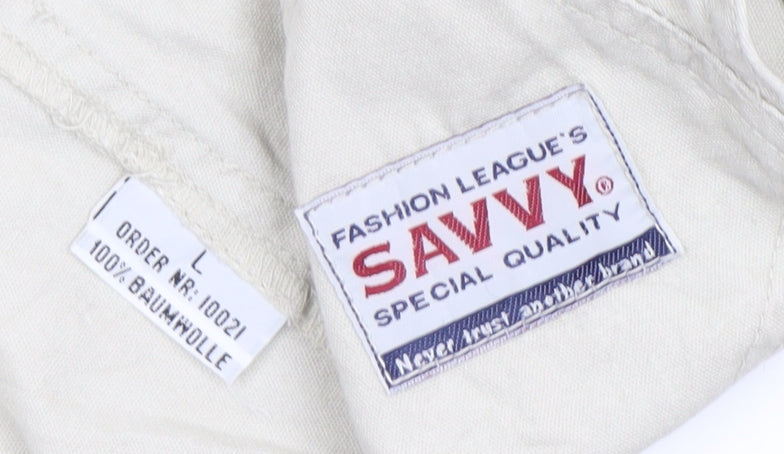 L
ORDER NR: 10021
100% BAUMWOLLE
FASHION LEAGUE'S
SAVVY®
SPECIAL QUALITY
Never trust another brand